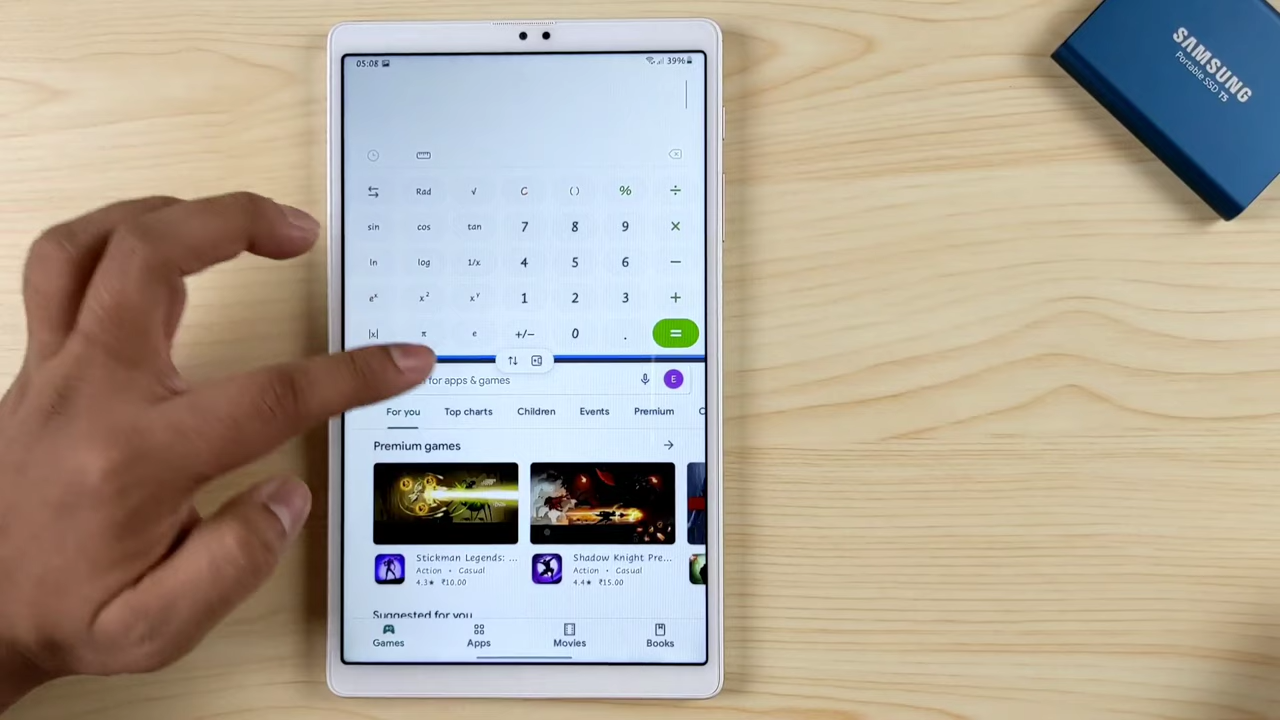 05:08
39%
Rad √ C ( ) % ÷
sin cos tan 7 8 9 ×
ln log 1/x 4 5 6 −
eˣ x² xʸ 1 2 3 +
|x| π e +/− 0 . =
for apps & games
E
For you Top charts Children Events Premium C
Premium games
Stickman Legends: ...
Action • Casual
4.3★ ₹10.00
Shadow Knight Pre...
Action • Casual
4.4★ ₹15.00
Suggested for you
Games Apps Movies Books
SAMSUNG
Portable SSD T5